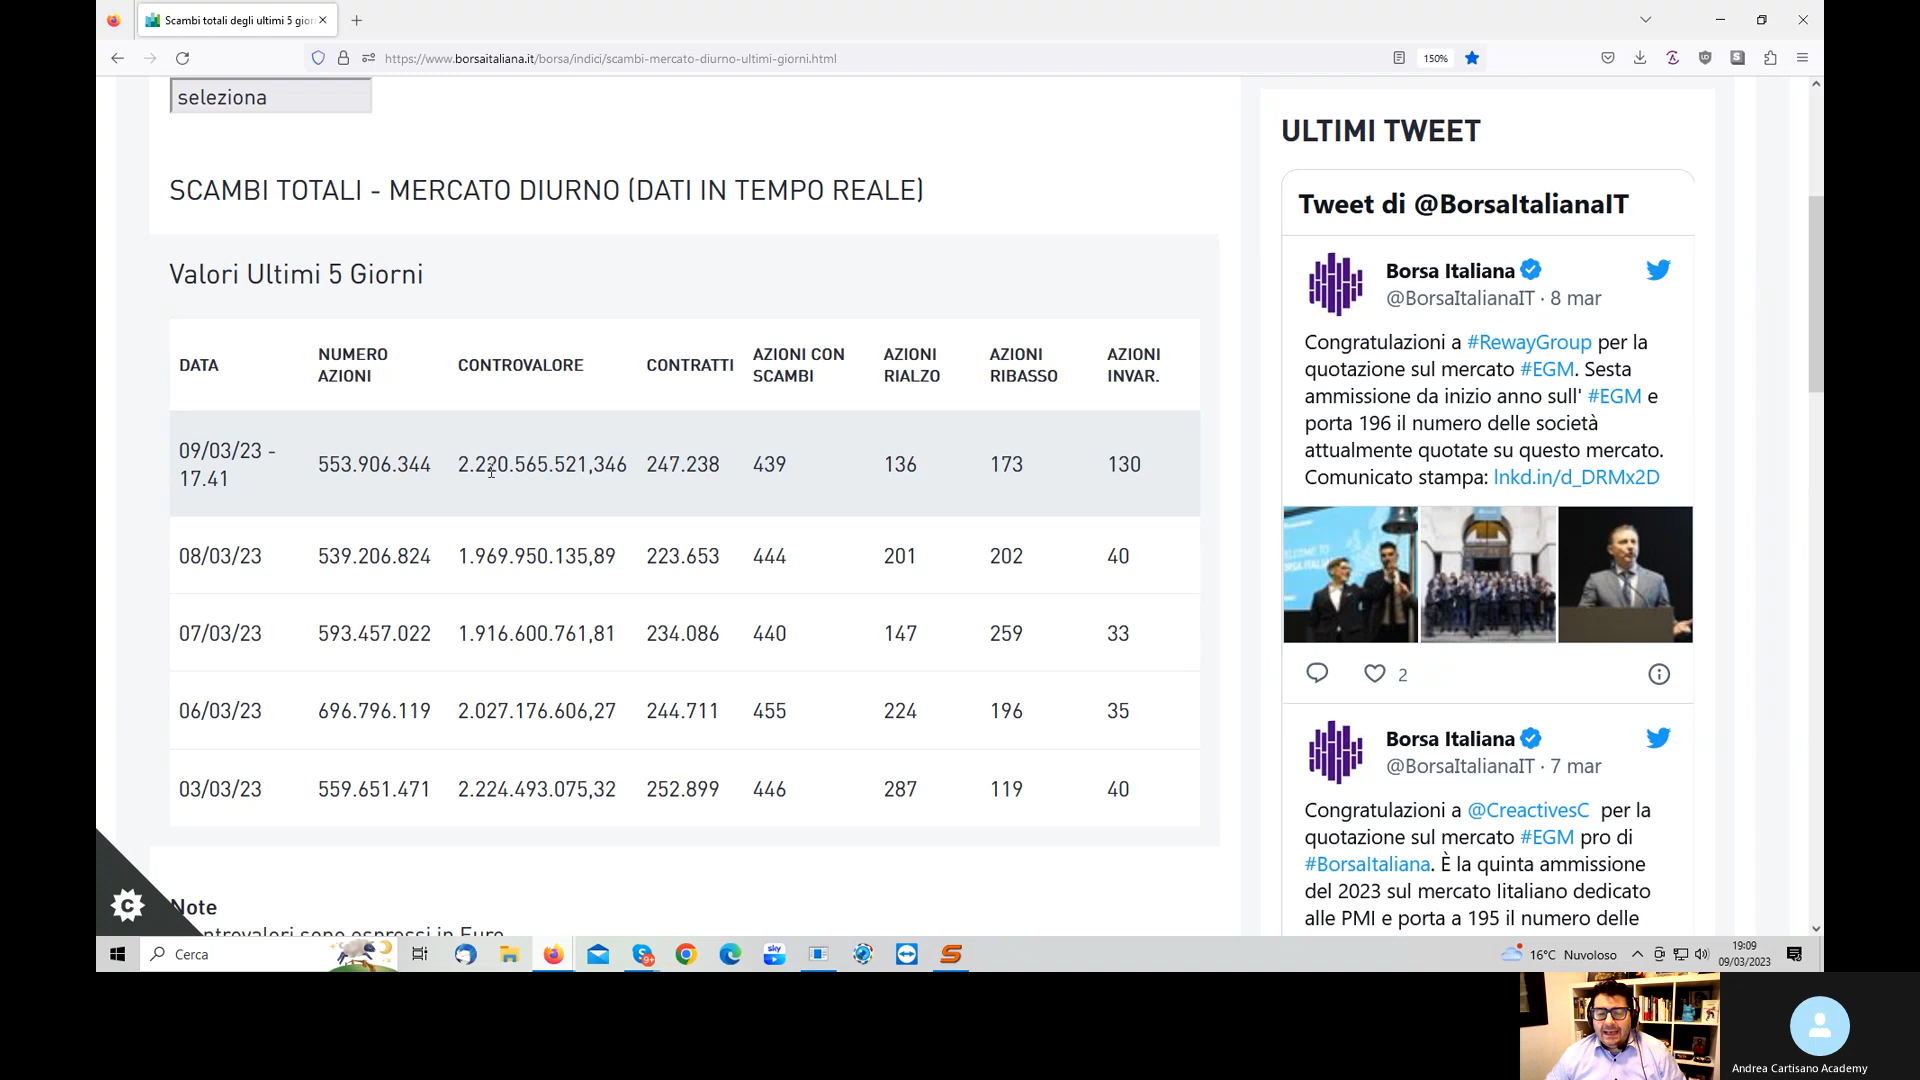 Scambi totali degli ultimi 5 gior
https://www.borsaitaliana.it/borsa/indici/scambi-mercato-diurno-ultimi-giorni.html
150%
seleziona
SCAMBI TOTALI - MERCATO DIURNO (DATI IN TEMPO REALE)
Valori Ultimi 5 Giorni
DATA NUMERO AZIONI CONTROVALORE CONTRATTI AZIONI CON SCAMBI AZIONI RIALZO AZIONI RIBASSO AZIONI INVAR.
09/03/23 - 17.41 553.906.344 2.220.565.521,346 247.238 439 136 173 130
08/03/23 539.206.824 1.969.950.135,89 223.653 444 201 202 40
07/03/23 593.457.022 1.916.600.761,81 234.086 440 147 259 33
06/03/23 696.796.119 2.027.176.606,27 244.711 455 224 196 35
03/03/23 559.651.471 2.224.493.075,32 252.899 446 287 119 40
Note
ULTIMI TWEET
Tweet di @BorsaItalianaIT
Borsa Italiana
@BorsaItalianaIT · 8 mar
Congratulazioni a #RewayGroup per la
quotazione sul mercato #EGM. Sesta
ammissione da inizio anno sull' #EGM e
porta 196 il numero delle società
attualmente quotate su questo mercato.
Comunicato stampa: lnkd.in/d_DRMx2D
2
Borsa Italiana
@BorsaItalianaIT · 7 mar
Congratulazioni a @CreactivesC per la
quotazione sul mercato #EGM pro di
#BorsaItaliana. È la quinta ammissione
del 2023 sul mercato Iitaliano dedicato
alle PMI e porta a 195 il numero delle
Cerca
sky
9+
16°C Nuvoloso
19:09
09/03/2023
Andrea Cartisano Academy